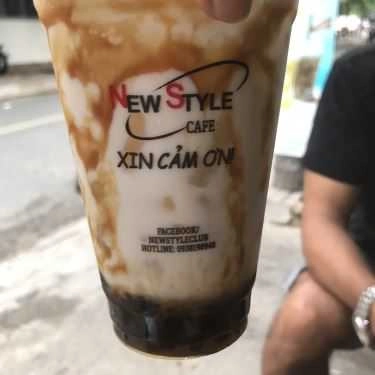 NEW STYLE
CAFE
XIN CẢM ƠN!
FACEBOOK/
NEWSTYLECLUB
HOTLINE: